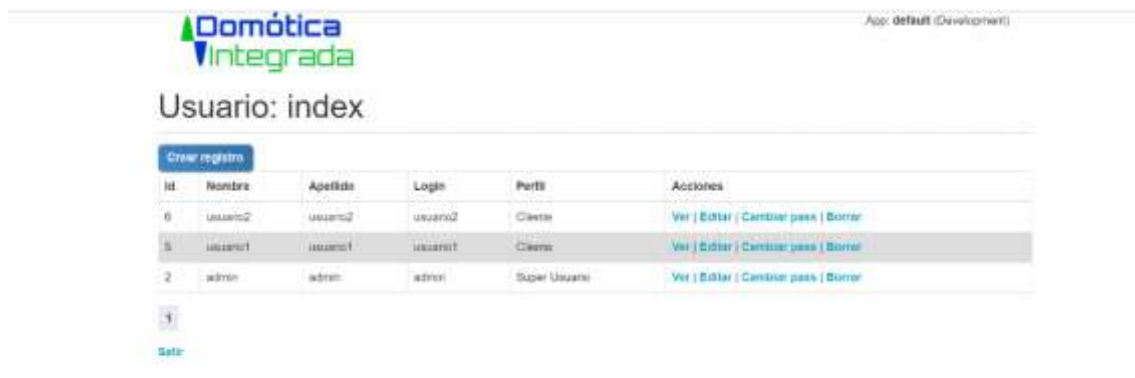 Domótica
Integrada
App: default (Development)
Usuario: index
Crear registro
Id Nombre Apellido Login Perfil Acciones
6 usuario2 usuario2 usuario2 Cliente Ver | Editar | Cambiar pass | Borrar
5 usuario1 usuario1 usuario1 Cliente Ver | Editar | Cambiar pass | Borrar
2 admin admin admin Super Usuario Ver | Editar | Cambiar pass | Borrar
1
Salir